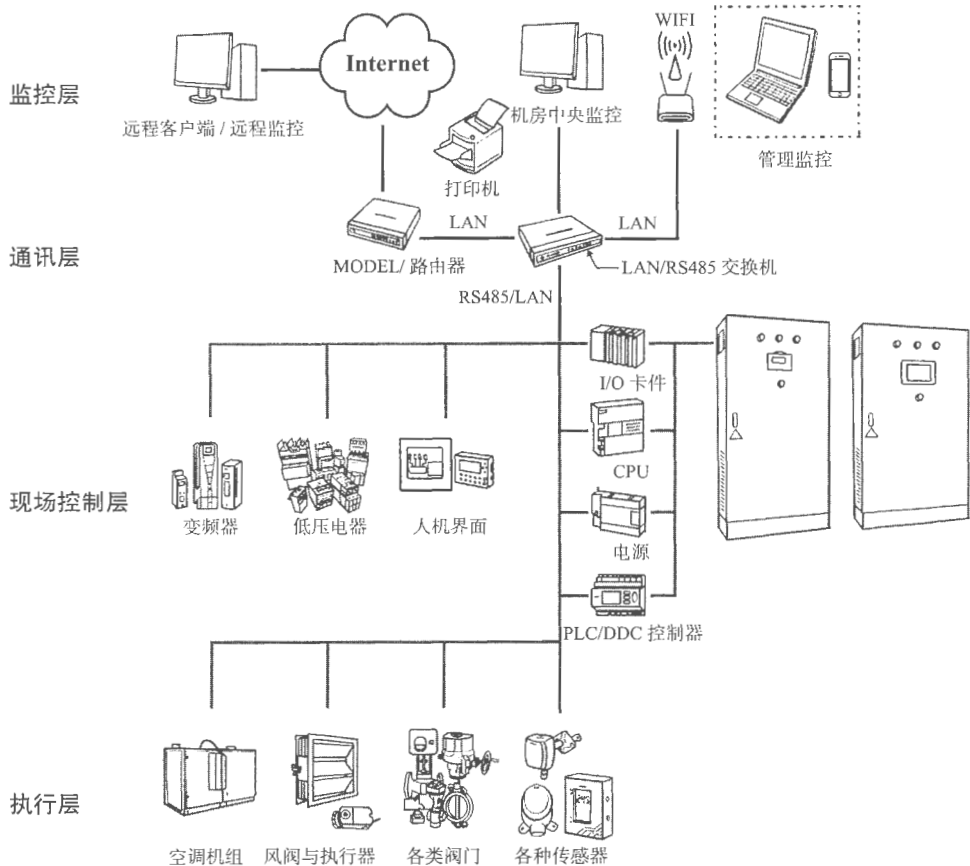 WIFI
Internet
监控层
远程客户端 / 远程监控
机房中央监控
管理监控
打印机
LAN
LAN
通讯层
MODEL/ 路由器
LAN/RS485 交换机
RS485/LAN
I/O 卡件
CPU
现场控制层
变频器
低压电器
人机界面
电源
PLC/DDC 控制器
执行层
空调机组
风阀与执行器
各类阀门
各种传感器